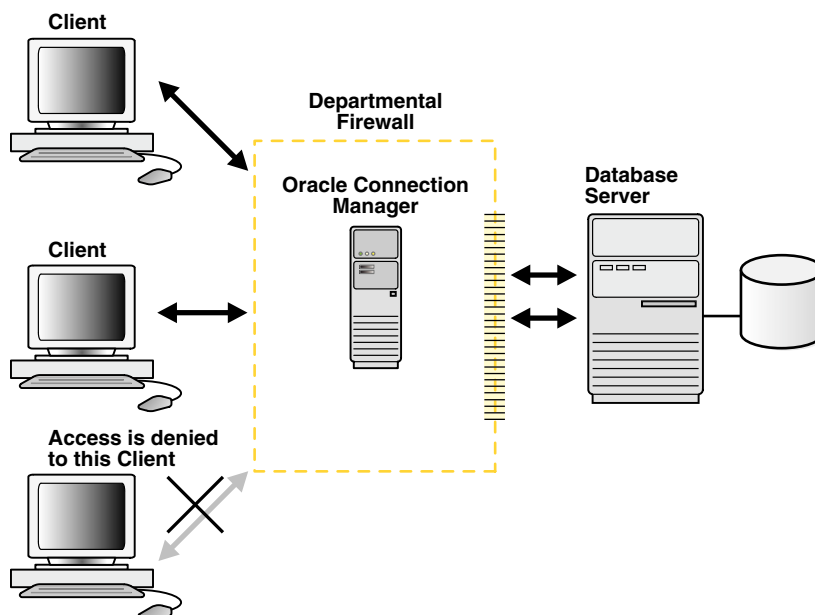 Client
Departmental
Firewall
Oracle Connection
Manager
Database
Server
Client
Access is denied
to this Client